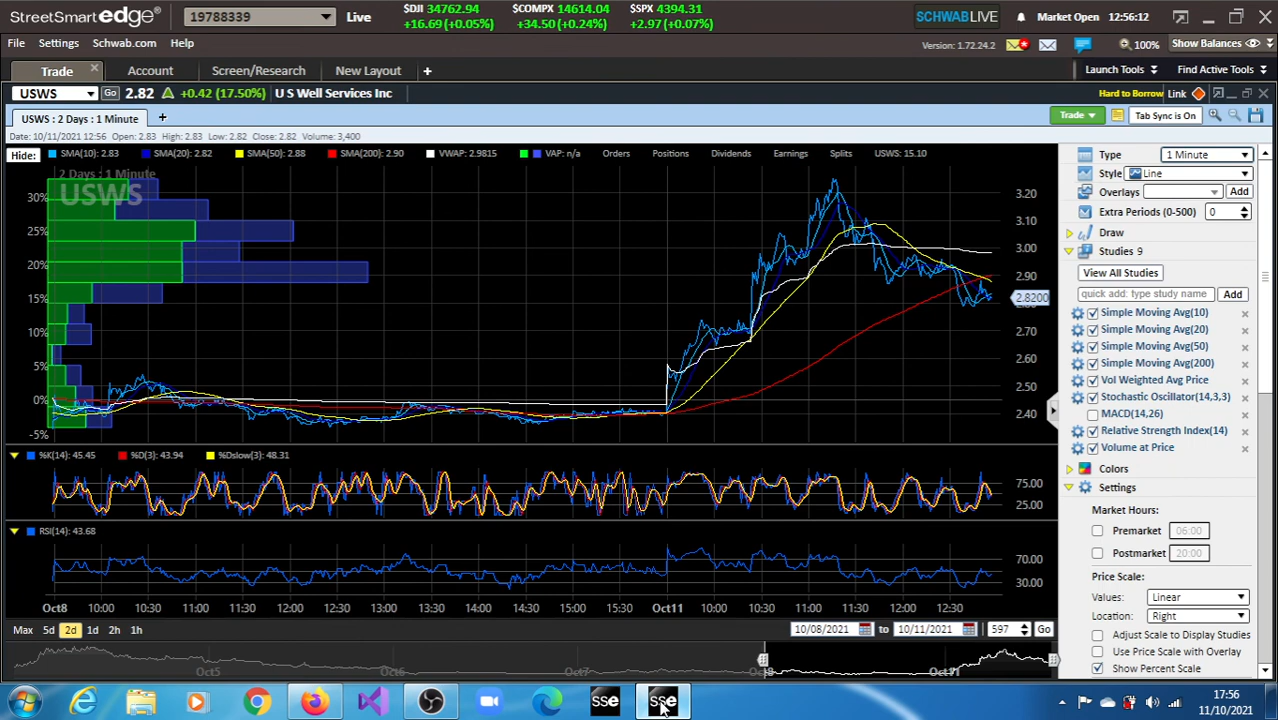 StreetSmart edge® 19788339 Live $DJI 34762.94 $COMPX 14614.04 $SPX 4394.31 SCHWABLIVE Market Open 12:56:12
+16.69 (+0.05%) +34.50 (+0.24%) +2.97 (+0.07%)
File Settings Schwab.com Help Version: 1.72.24.2 100% Show Balances
Trade Account Screen/Research New Layout + Launch Tools Find Active Tools
USWS Go 2.82 +0.42 (17.50%) U S Well Services Inc Hard to Borrow Link
USWS : 2 Days : 1 Minute + Trade Tab Sync is On
Date: 10/11/2021 12:56 Open: 2.83 High: 2.83 Low: 2.82 Close: 2.82 Volume: 3,400
Hide: SMA(10): 2.83 SMA(20): 2.82 SMA(50): 2.88 SMA(200): 2.90 VWAP: 2.9815 VAP: n/a Orders Positions Dividends Earnings Splits USWS: 15.10
2 Days : 1 Minute
USWS
30%
25%
20%
15%
10%
5%
0%
-5%
3.20
3.10
3.00
2.90
2.8200
2.70
2.60
2.50
2.40
%K(14): 45.45 %D(3): 43.94 %Dslow(3): 48.31
75.00
25.00
RSI(14): 43.68
70.00
30.00
Oct8 10:00 10:30 11:00 11:30 12:00 12:30 13:00 13:30 14:00 14:30 15:00 15:30 Oct11 10:00 10:30 11:00 11:30 12:00 12:30
Max 5d 2d 1d 2h 1h 10/08/2021 to 10/11/2021 597 Go
Oct5 Oct6 Oct7 Oct8 Oct11
Type 1 Minute
Style Line
Overlays Add
Extra Periods (0-500) 0
Draw
Studies 9
View All Studies
quick add: type study name Add
Simple Moving Avg(10) x
Simple Moving Avg(20) x
Simple Moving Avg(50) x
Simple Moving Avg(200) x
Vol Weighted Avg Price x
Stochastic Oscillator(14,3,3) x
MACD(14,26) x
Relative Strength Index(14) x
Volume at Price x
Colors
Settings
Market Hours:
Premarket 06:00
Postmarket 20:00
Price Scale:
Values: Linear
Location: Right
Adjust Scale to Display Studies
Use Price Scale with Overlay
Show Percent Scale
sse sse
17:56
11/10/2021